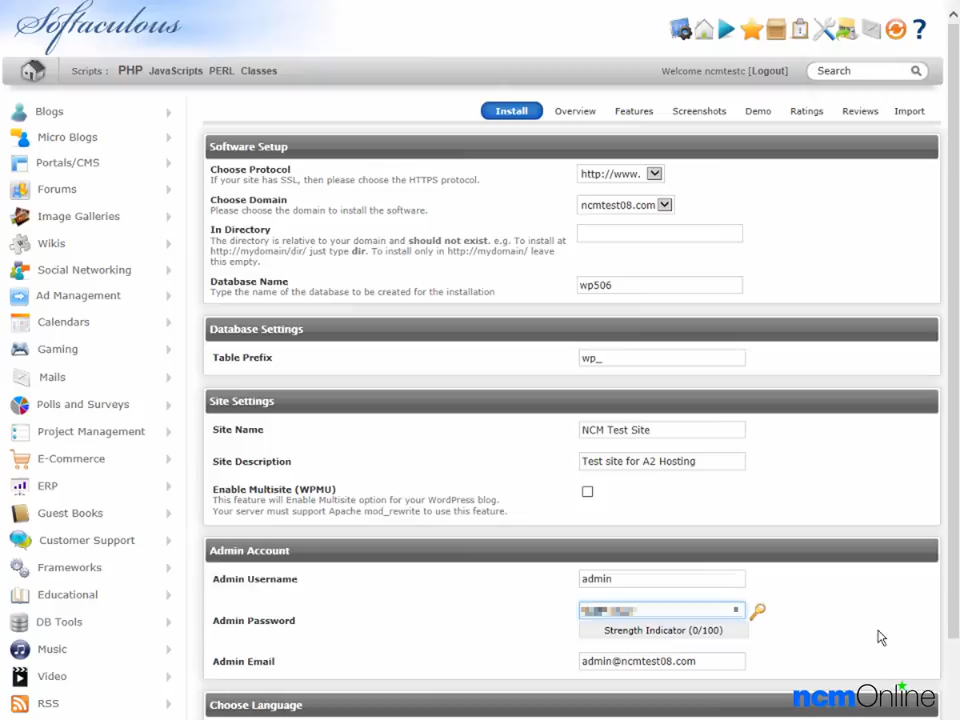 Softaculous
?
Scripts : PHP JavaScripts PERL Classes
Welcome ncmtestc [Logout]
Search
Blogs
Micro Blogs
Portals/CMS
Forums
Image Galleries
Wikis
Social Networking
Ad Management
Calendars
Gaming
Mails
Polls and Surveys
Project Management
E-Commerce
ERP
Guest Books
Customer Support
Frameworks
Educational
DB Tools
Music
Video
RSS
Install Overview Features Screenshots Demo Ratings Reviews Import
Software Setup
Choose Protocol
If your site has SSL, then please choose the HTTPS protocol.
http://www.
Choose Domain
Please choose the domain to install the software.
ncmtest08.com
In Directory
The directory is relative to your domain and should not exist. e.g. To install at
http://mydomain/dir/ just type dir. To install only in http://mydomain/ leave
this empty.
Database Name
Type the name of the database to be created for the installation
wp506
Database Settings
Table Prefix
wp_
Site Settings
Site Name
NCM Test Site
Site Description
Test site for A2 Hosting
Enable Multisite (WPMU)
This feature will Enable Multisite option for your WordPress blog.
Your server must support Apache mod_rewrite to use this feature.
Admin Account
Admin Username
admin
Admin Password
Strength Indicator (0/100)
Admin Email
admin@ncmtest08.com
Choose Language
ncmOnline